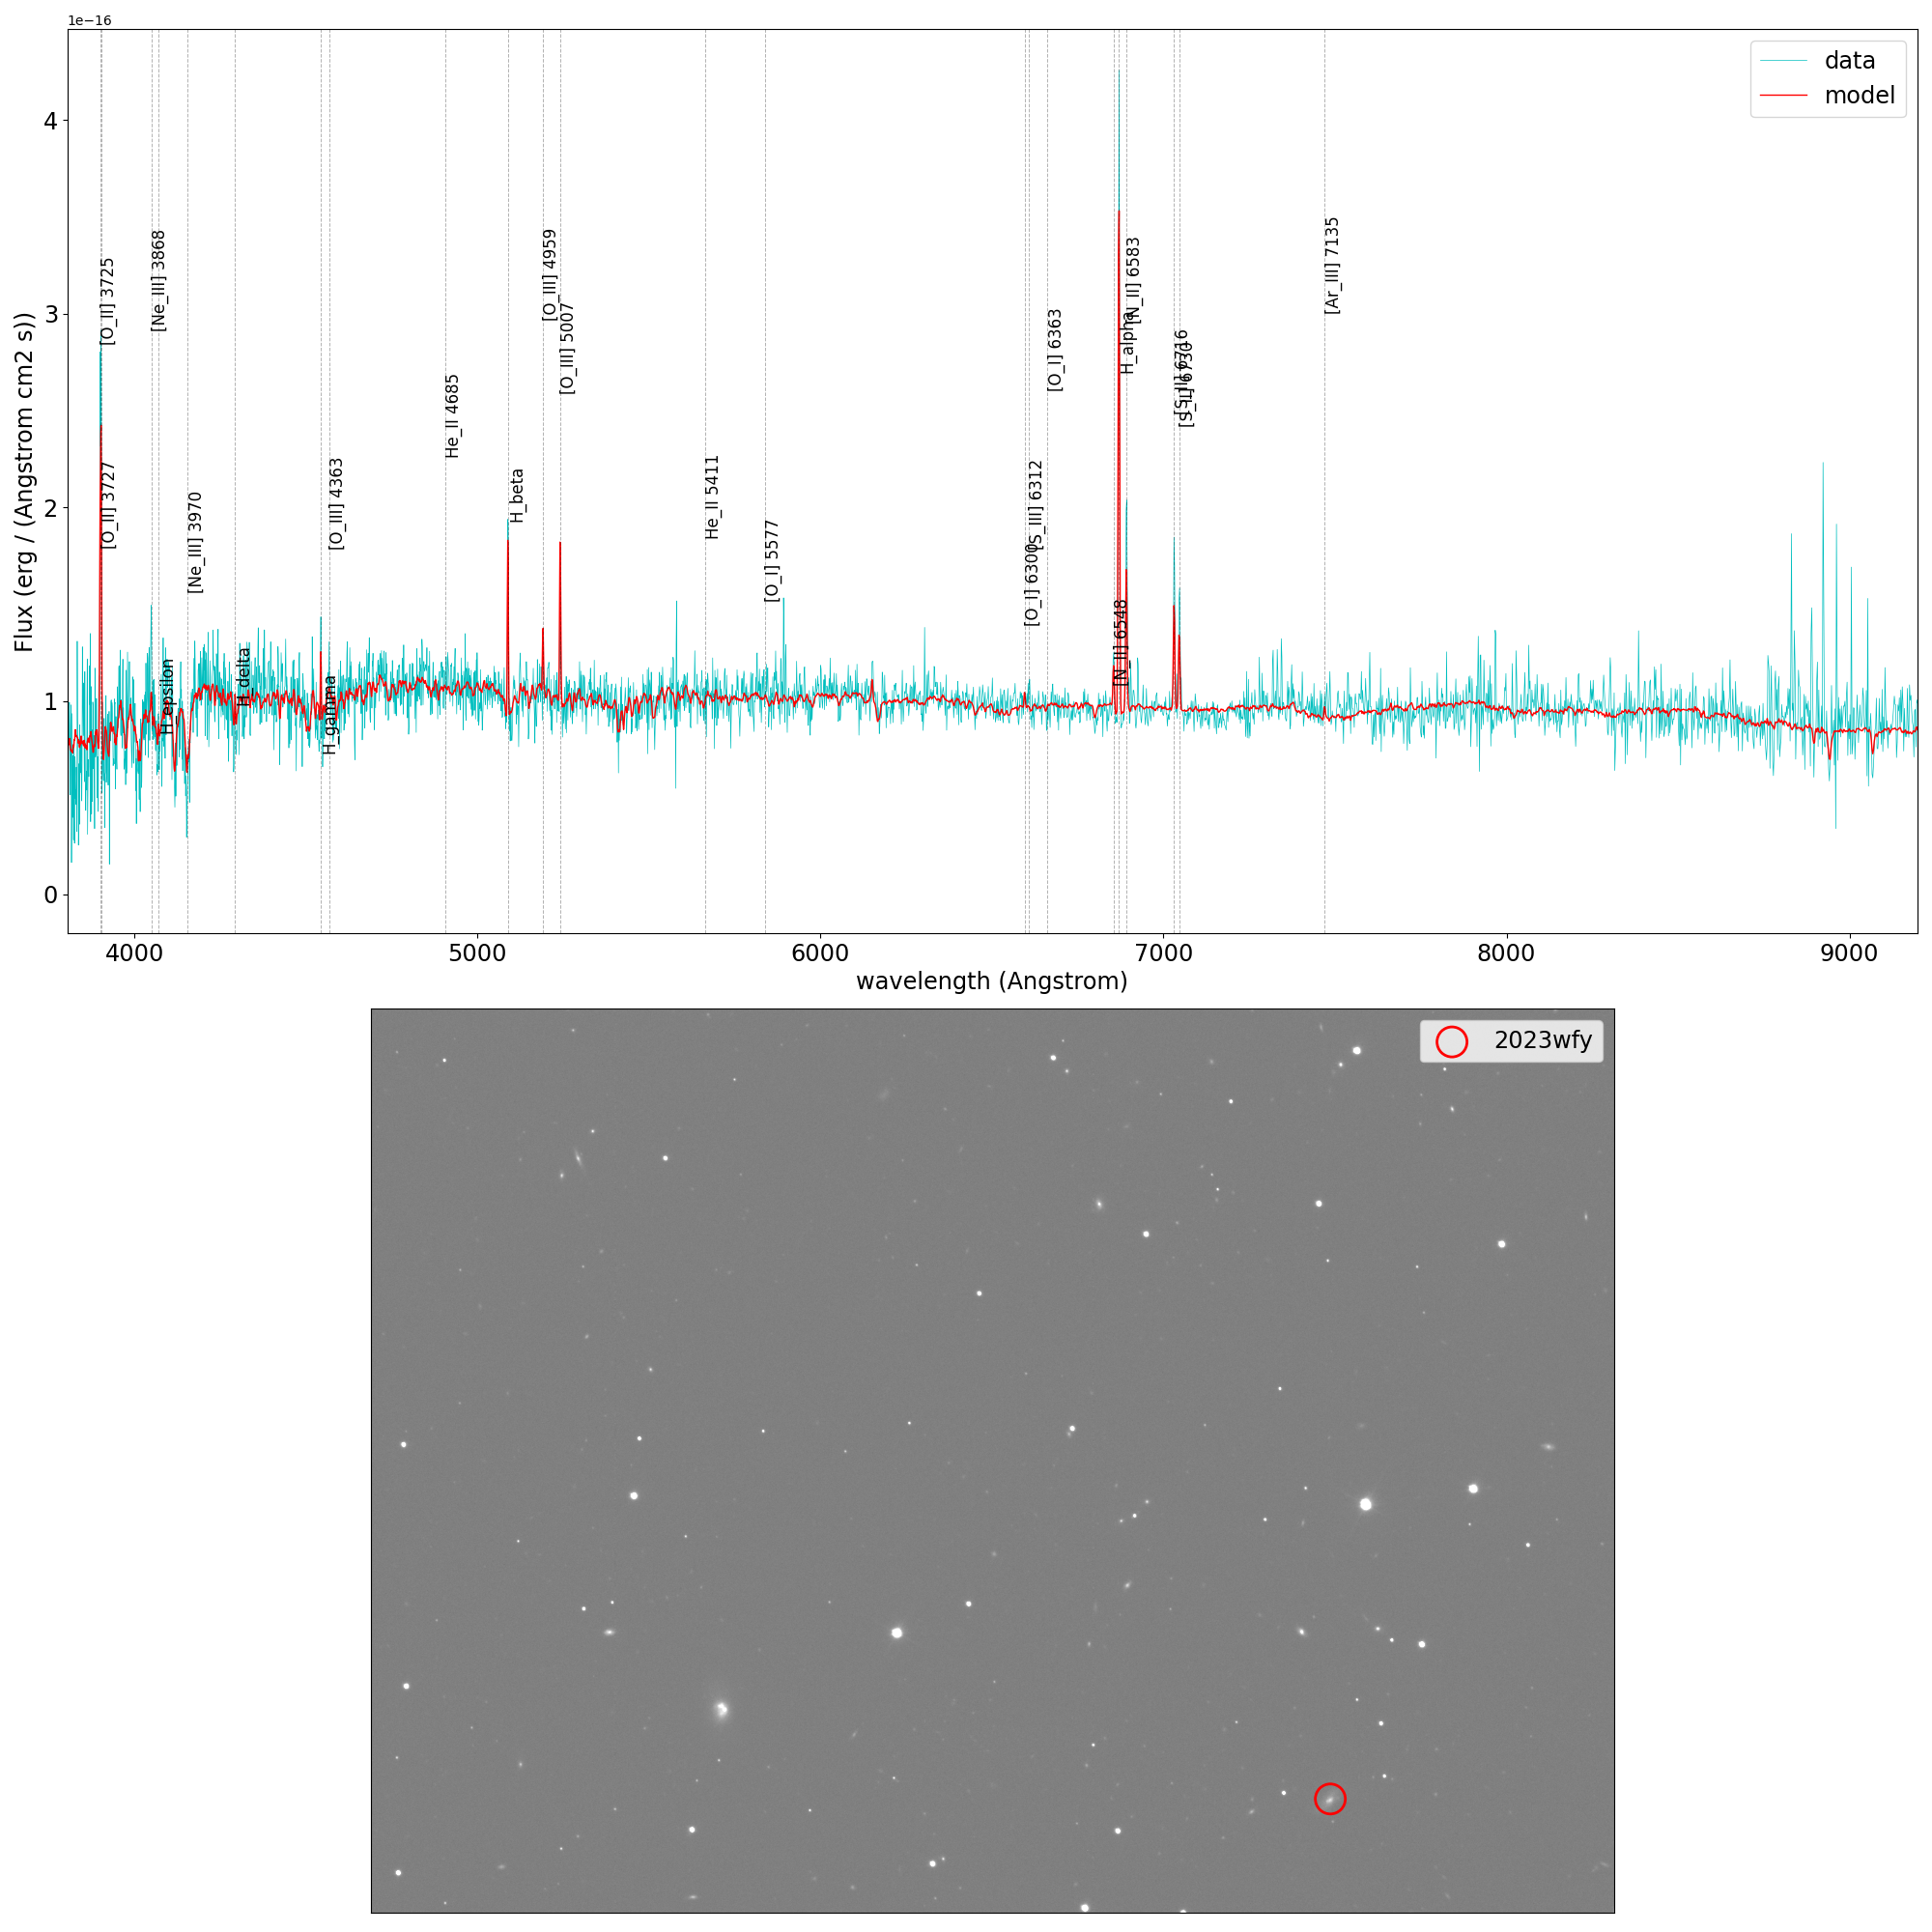 1e−16
data
model
Flux (erg / (Angstrom cm2 s))
4
3
2
1
0
[O_II] 3725
[O_II] 3727
[Ne_III] 3868
H_epsilon
[Ne_III] 3970
H_delta
H_gamma
[O_III] 4363
He_II 4685
H_beta
[O_III] 4959
[O_III] 5007
He_II 5411
[O_I] 5577
[O_I] 6300
[S_III] 6312
[O_I] 6363
[N_II] 6548
H_alpha
[N_II] 6583
[S_II] 6716
[S_II] 6730
[Ar_III] 7135
4000
5000
6000
7000
8000
9000
wavelength (Angstrom)
2023wfy